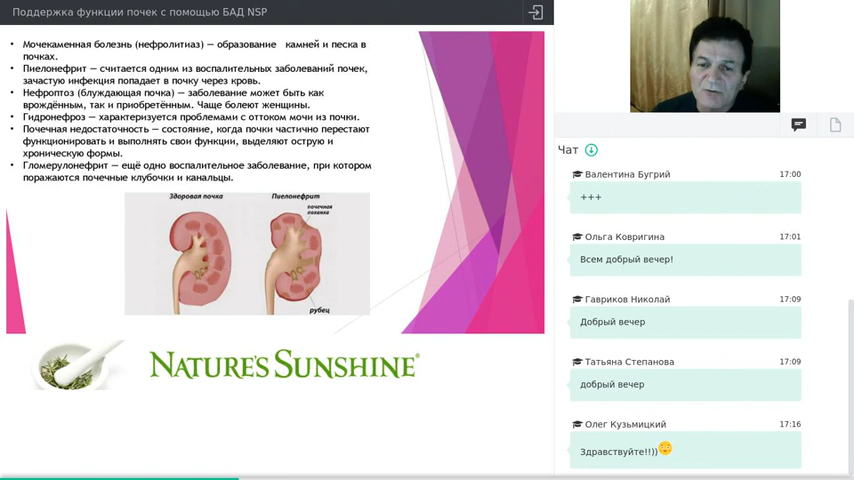 Поддержка функции почек с помощью БАД NSP
• Мочекаменная болезнь (нефролитиаз) — образование камней и песка в
почках.
• Пиелонефрит — считается одним из воспалительных заболеваний почек,
зачастую инфекция попадает в почку через кровь.
• Нефроптоз (блуждающая почка) — заболевание может быть как
врождённым, так и приобретённым. Чаще болеют женщины.
• Гидронефроз — характеризуется проблемами с оттоком мочи из почки.
• Почечная недостаточность — состояние, когда почки частично перестают
функционировать и выполнять свои функции, выделяют острую и
хроническую формы.
• Гломерулонефрит — ещё одно воспалительное заболевание, при котором
поражаются почечные клубочки и канальцы.
Здоровая почка
Пиелонефрит
почечная
лоханка
рубец
NATURE'S SUNSHINE®
Чат
Валентина Бугрий 17:00
+++
Ольга Ковригина 17:01
Всем добрый вечер!
Гавриков Николай 17:09
Добрый вечер
Татьяна Степанова 17:09
добрый вечер
Олег Кузьмицкий 17:16
Здравствуйте!!))